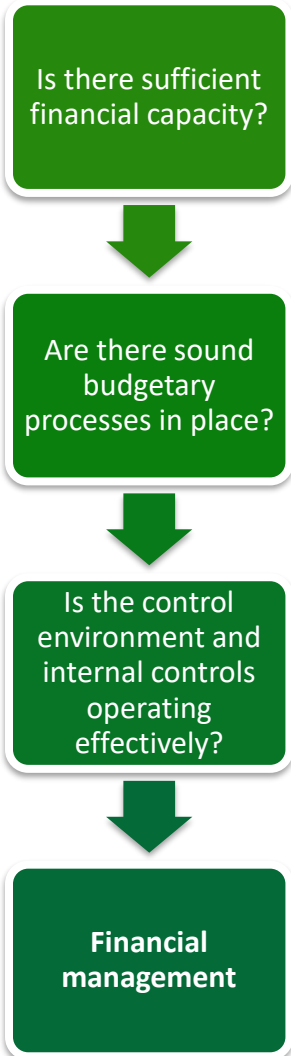 Is there sufficient
financial capacity?
Are there sound
budgetary
processes in place?
Is the control
environment and
internal controls
operating
effectively?
Financial
management